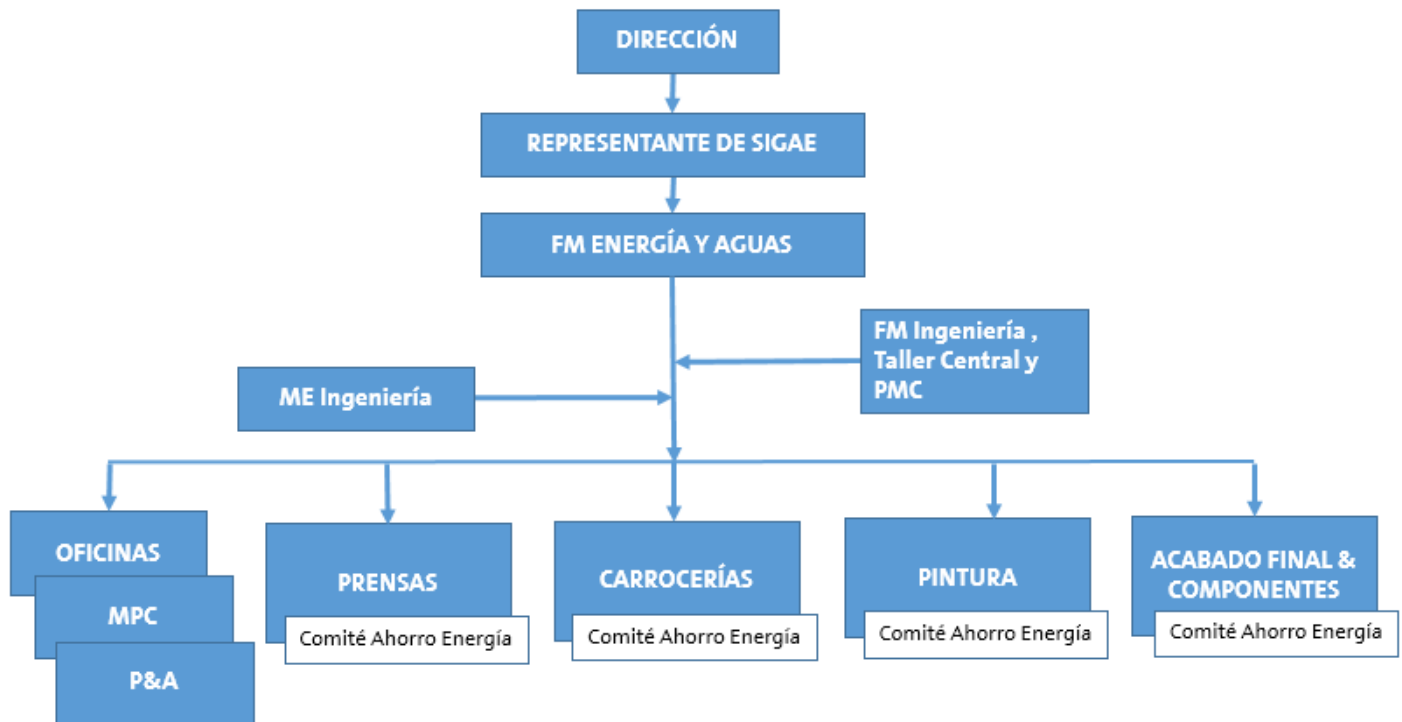 DIRECCIÓN
REPRESENTANTE DE SIGAE
FM ENERGÍA Y AGUAS
FM Ingeniería ,
Taller Central y
PMC
ME Ingeniería
OFICINAS
MPC
P&A
PRENSAS
Comité Ahorro Energía
CARROCERÍAS
Comité Ahorro Energía
PINTURA
Comité Ahorro Energía
ACABADO FINAL &
COMPONENTES
Comité Ahorro Energía